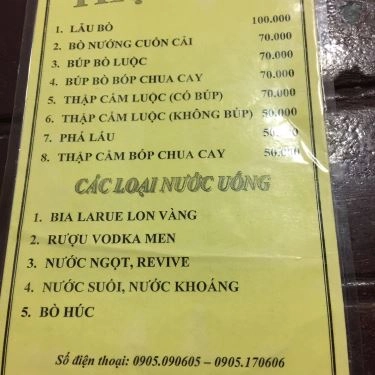 1. LẨU BÒ 100.000
2. BÒ NƯỚNG CUỐN CẢI 70.000
3. BÚP BÒ LUỘC 70.000
4. BÚP BÒ BÓP CHUA CAY 70.000
5. THẬP CẨM LUỘC (CÓ BÚP) 70.000
6. THẬP CẨM LUỘC (KHÔNG BÚP) 50.000
7. PHÁ LẤU
8. THẬP CẨM BÓP CHUA CAY 50.000
CÁC LOẠI NƯỚC UỐNG
1. BIA LARUE LON VÀNG
2. RƯỢU VODKA MEN
3. NƯỚC NGỌT, REVIVE
4. NƯỚC SUỐI, NƯỚC KHOÁNG
5. BÒ HÚC
Số điện thoại: 0905.090605 – 0905.170606